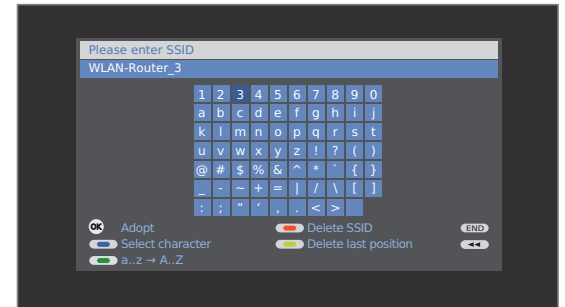 Please enter SSID
WLAN-Router_3
1 2 3 4 5 6 7 8 9 0
a b c d e f g h i j
k l m n o p q r s t
u v w x y z ! ? ( )
@ # $ % & ^ * ` { }
_ - ~ + = | / \ [ ]
: ; " ' , . < >
OK Adopt Delete SSID END
Select character Delete last position ◄◄
a..z → A..Z